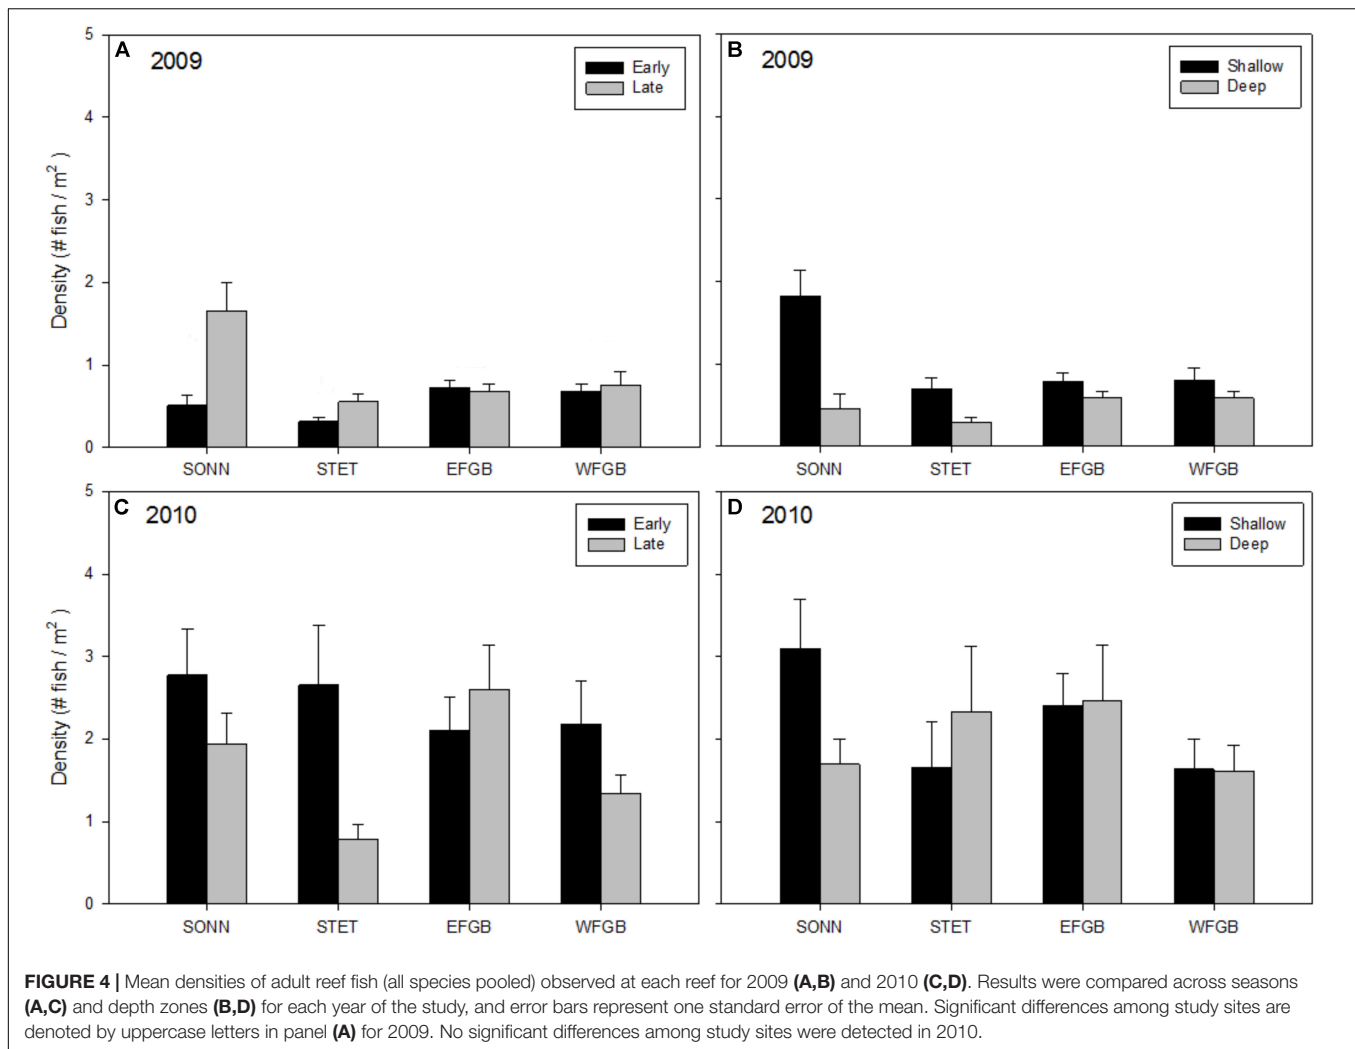 A 2009
Early
Late
5
4
3
2
1
0
Density (# fish / m²)
SONN STET EFGB WFGB
B 2009
Shallow
Deep
SONN STET EFGB WFGB
C 2010
Early
Late
5
4
3
2
1
0
Density (# fish / m²)
SONN STET EFGB WFGB
D 2010
Shallow
Deep
SONN STET EFGB WFGB
FIGURE 4 | Mean densities of adult reef fish (all species pooled) observed at each reef for 2009 (A,B) and 2010 (C,D). Results were compared across seasons
(A,C) and depth zones (B,D) for each year of the study, and error bars represent one standard error of the mean. Significant differences among study sites are
denoted by uppercase letters in panel (A) for 2009. No significant differences among study sites were detected in 2010.